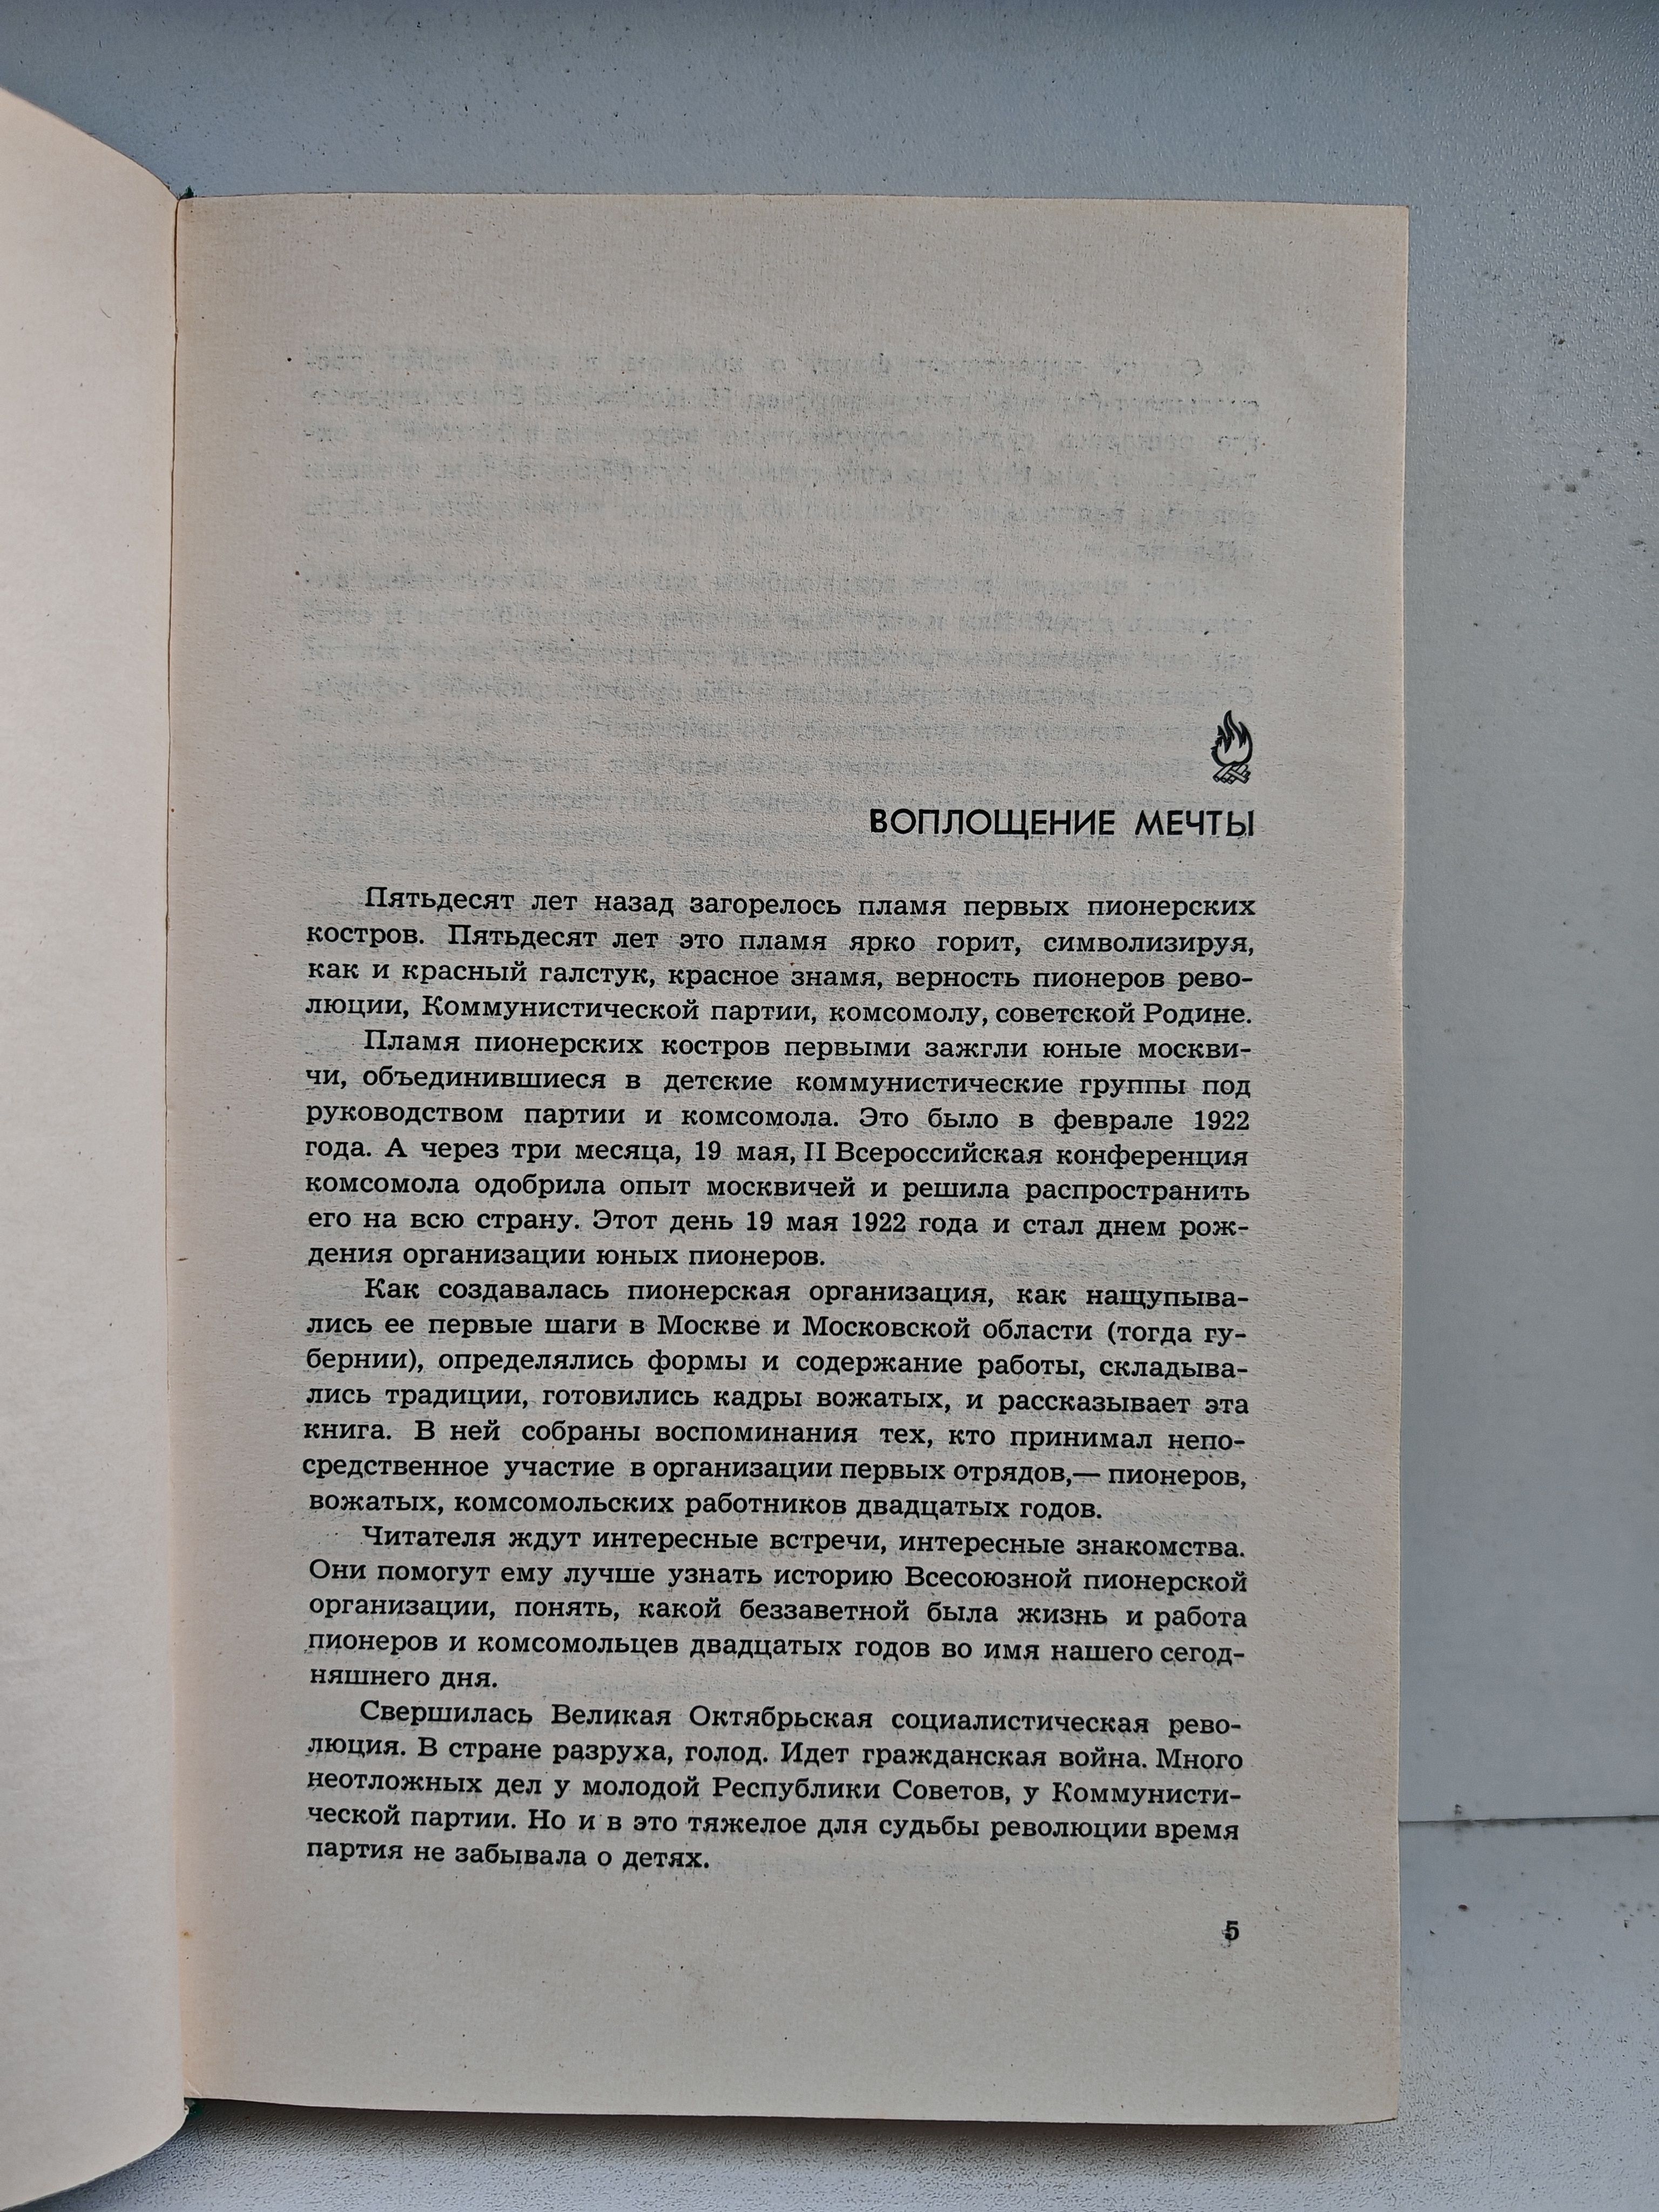 ВОПЛОЩЕНИЕ МЕЧТЫ
Пятьдесят лет назад загорелось пламя первых пионерских
костров. Пятьдесят лет это пламя ярко горит, символизируя,
как и красный галстук, красное знамя, верность пионеров рево-
люции, Коммунистической партии, комсомолу, советской Родине.
Пламя пионерских костров первыми зажгли юные москви-
чи, объединившиеся в детские коммунистические группы под
руководством партии и комсомола. Это было в феврале 1922
года. А через три месяца, 19 мая, II Всероссийская конференция
комсомола одобрила опыт москвичей и решила распространить
его на всю страну. Этот день 19 мая 1922 года и стал днем рож-
дения организации юных пионеров.
Как создавалась пионерская организация, как нащупыва-
лись ее первые шаги в Москве и Московской области (тогда гу-
бернии), определялись формы и содержание работы, складыва-
лись традиции, готовились кадры вожатых, и рассказывает эта
книга. В ней собраны воспоминания тех, кто принимал непо-
средственное участие в организации первых отрядов,— пионеров,
вожатых, комсомольских работников двадцатых годов.
Читателя ждут интересные встречи, интересные знакомства.
Они помогут ему лучше узнать историю Всесоюзной пионерской
организации, понять, какой беззаветной была жизнь и работа
пионеров и комсомольцев двадцатых годов во имя нашего сегод-
няшнего дня.
Свершилась Великая Октябрьская социалистическая рево-
люция. В стране разруха, голод. Идет гражданская война. Много
неотложных дел у молодой Республики Советов, у Коммунисти-
ческой партии. Но и в это тяжелое для судьбы революции время
партия не забывала о детях.
5